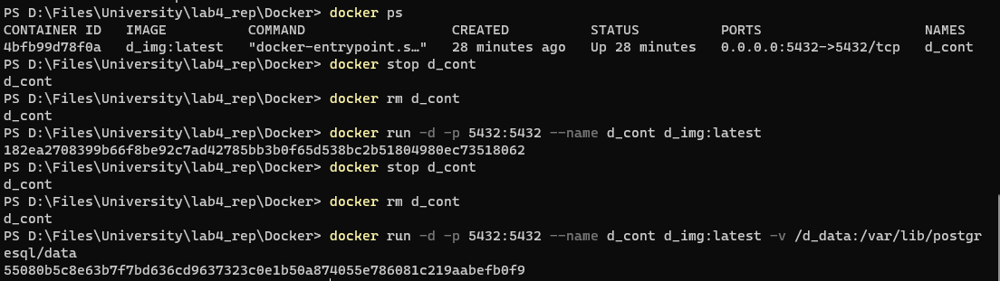 PS D:\Files\University\lab4_rep\Docker> docker ps
CONTAINER ID   IMAGE          COMMAND                  CREATED          STATUS          PORTS                    NAMES
4bfb99d78f0a   d_img:latest   "docker-entrypoint.s…"   28 minutes ago   Up 28 minutes   0.0.0.0:5432->5432/tcp   d_cont
PS D:\Files\University\lab4_rep\Docker> docker stop d_cont
d_cont
PS D:\Files\University\lab4_rep\Docker> docker rm d_cont
d_cont
PS D:\Files\University\lab4_rep\Docker> docker run -d -p 5432:5432 --name d_cont d_img:latest
182ea2708399b66f8be92c7ad42785bb3b0f65d538bc2b51804980ec73518062
PS D:\Files\University\lab4_rep\Docker> docker stop d_cont
d_cont
PS D:\Files\University\lab4_rep\Docker> docker rm d_cont
d_cont
PS D:\Files\University\lab4_rep\Docker> docker run -d -p 5432:5432 --name d_cont d_img:latest -v /d_data:/var/lib/postgr
esql/data
55080b5c8e63b7f7bd636cd9637323c0e1b50a874055e786081c219aabefb0f9